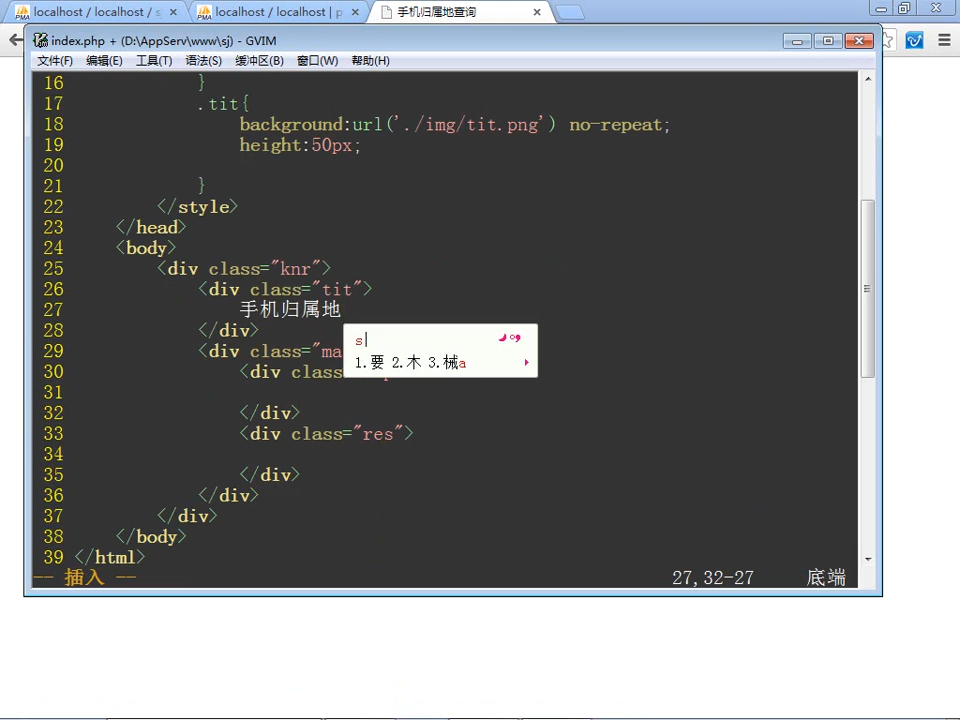 localhost / localhost / s
localhost / localhost | p
手机归属地查询
index.php + (D:\AppServ\www\sj) - GVIM
文件(F) 编辑(E) 工具(T) 语法(S) 缓冲区(B) 窗口(W) 帮助(H)
16 }
17 .tit{
18 background:url('./img/tit.png') no-repeat;
19 height:50px;
20
21 }
22 </style>
23 </head>
24 <body>
25 <div class="knr">
26 <div class="tit">
27 手机归属地
28 </div>
29 <div class="ma
30 <div class
31
32 </div>
33 <div class="res">
34
35 </div>
36 </div>
37 </div>
38 </body>
39 </html>
s
1.要 2.木 3.械a
-- 插入 -- 27,32-27 底端